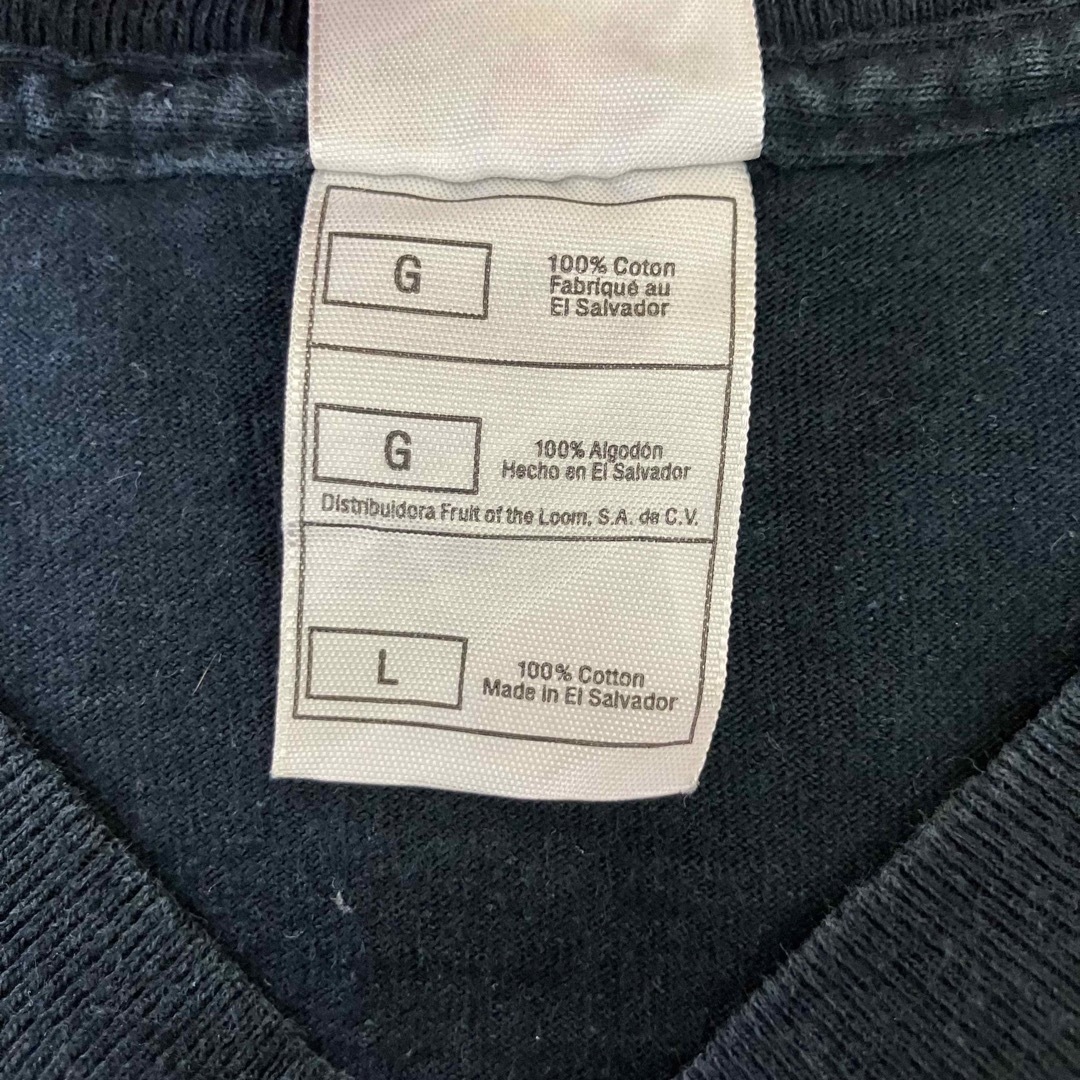 G
100% Coton
Fabriqué au
El Salvador
G
100% Algodón
Hecho en El Salvador
Distribuidora Fruit of the Loom, S.A. de C.V.
L
100% Cotton
Made in El Salvador